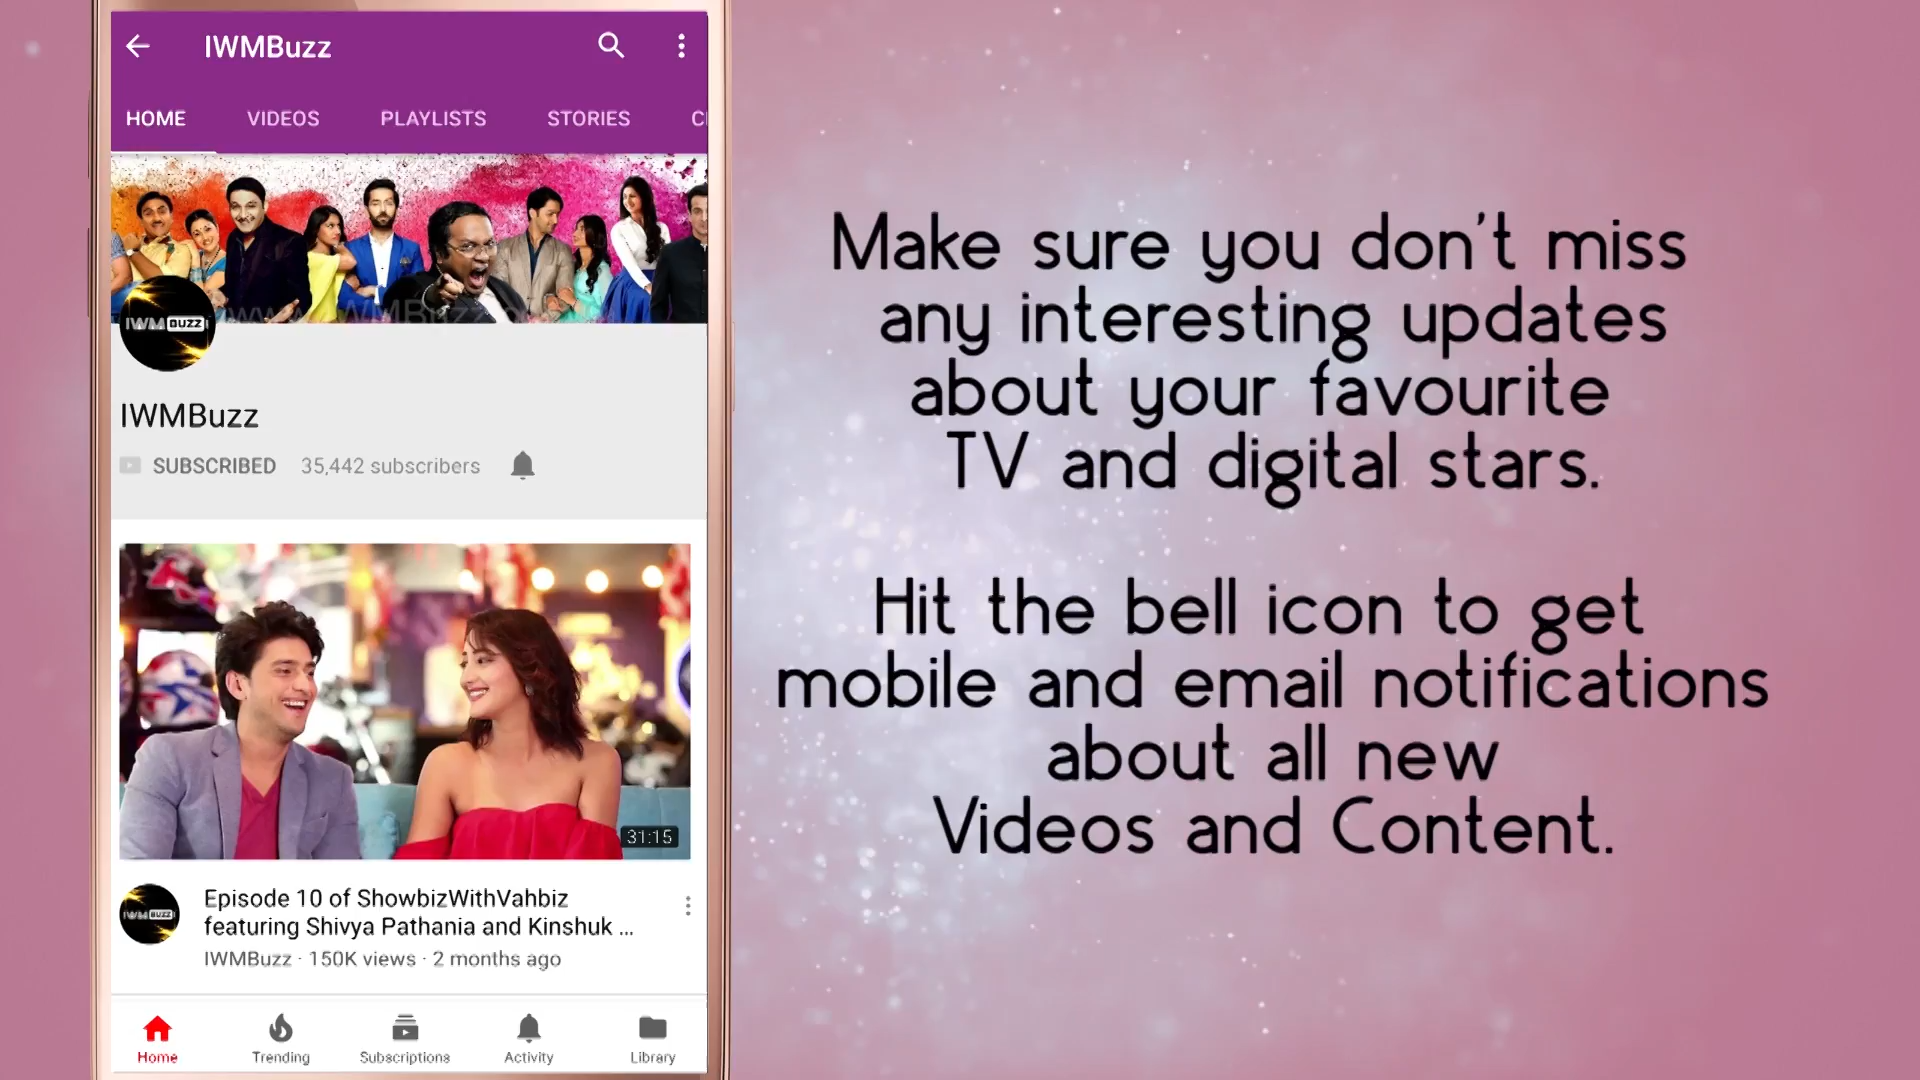 IWMBuzz
HOME VIDEOS PLAYLISTS STORIES
IWMBUZZ
IWMBuzz
SUBSCRIBED 35,442 subscribers
31:15
IWMBUZZ
Episode 10 of ShowbizWithVahbiz
featuring Shivya Pathania and Kinshuk ...
IWMBuzz · 150K views · 2 months ago
Home Trending Subscriptions Activity Library
Make sure you don't miss
any interesting updates
about your favourite
TV and digital stars.
Hit the bell icon to get
mobile and email notifications
about all new
Videos and Content.